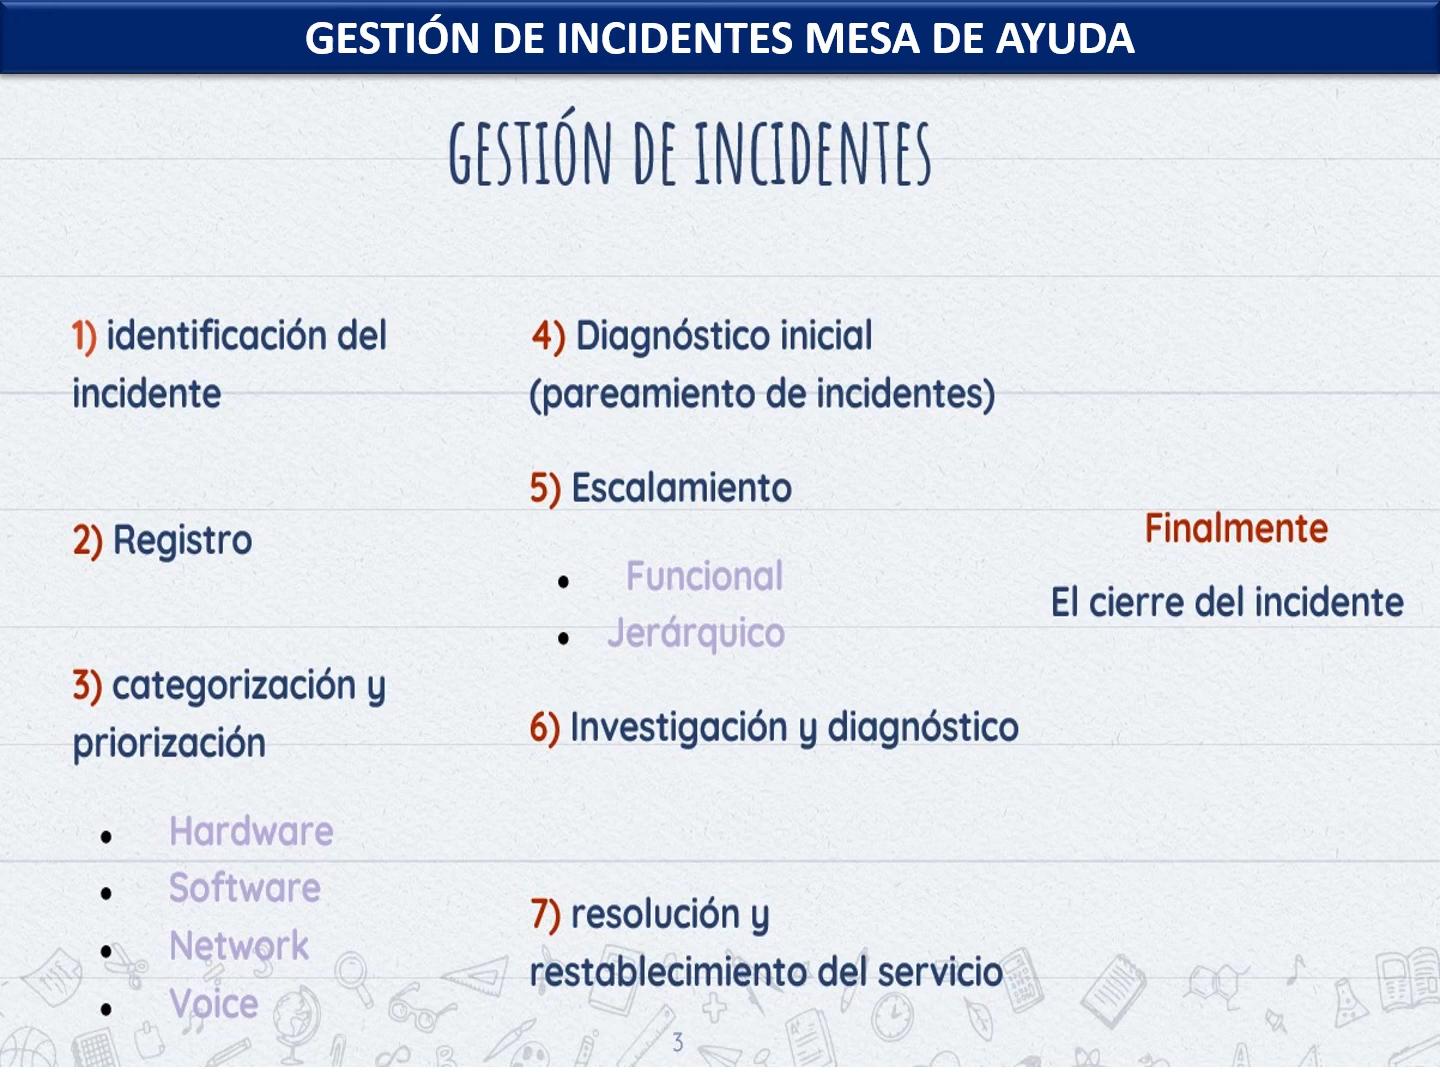 GESTIÓN DE INCIDENTES MESA DE AYUDA
GESTIÓN DE INCIDENTES
1) identificación del
incidente
2) Registro
3) categorización y
priorización
• Hardware
• Software
• Network
• Voice
4) Diagnóstico inicial
(pareamiento de incidentes)
5) Escalamiento
• Funcional
• Jerárquico
6) Investigación y diagnóstico
7) resolución y
restablecimiento del servicio
Finalmente
El cierre del incidente
3